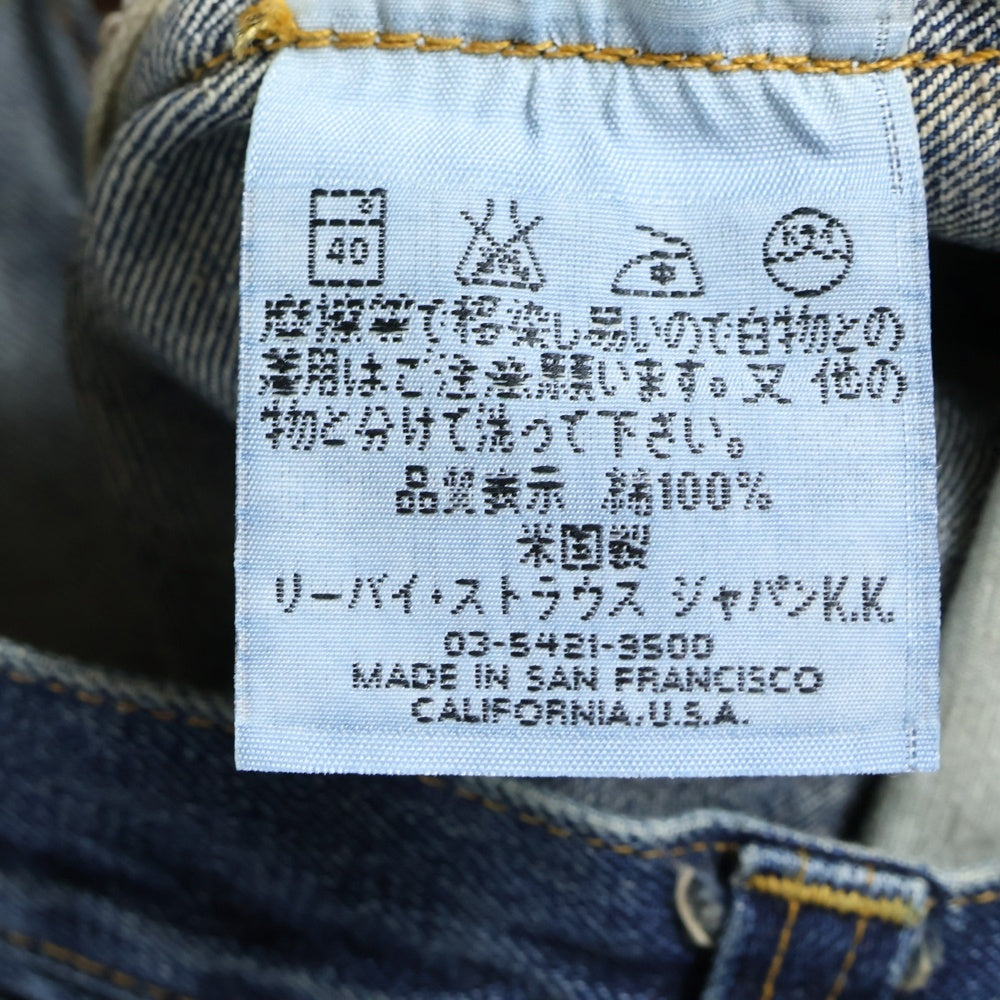 40
摩擦等で移染し易いので白物との
着用はご注意願います。又 他の
物と分けて洗って下さい。
品質表示 綿100%
米国製
リーバイ・ストラウス ジャパンK.K.
03-5421-9500
MADE IN SAN FRANCISCO
CALIFORNIA, U.S.A.